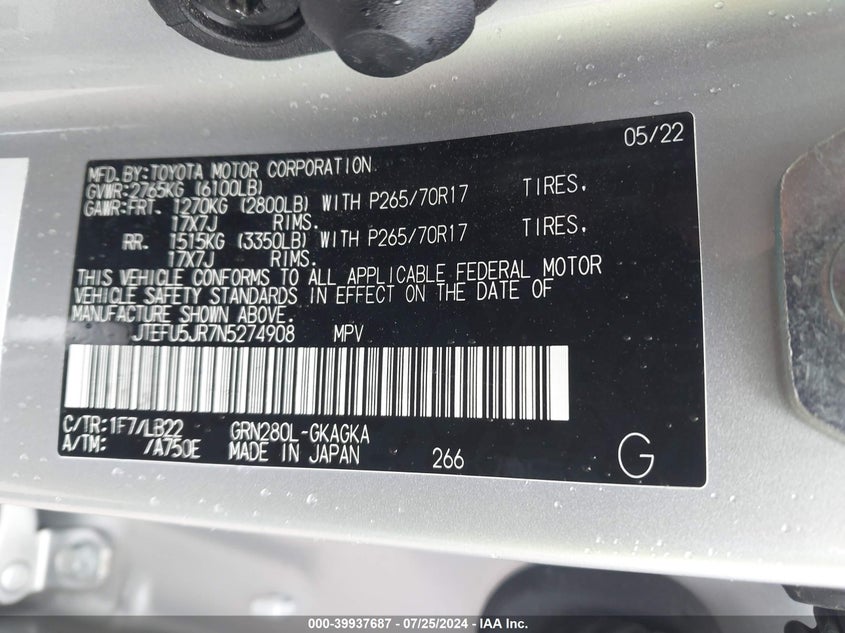 05/22
MFD.BY:TOYOTA MOTOR CORPORATION
GVWR:2765KG (6100LB)
GAWR:FRT. 1270KG (2800LB) WITH P265/70R17 TIRES,
17X7J RIMS.
RR. 1515KG (3350LB) WITH P265/70R17 TIRES,
17X7J RIMS.
THIS VEHICLE CONFORMS TO ALL APPLICABLE FEDERAL MOTOR
VEHICLE SAFETY STANDARDS IN EFFECT ON THE DATE OF
MANUFACTURE SHOWN ABOVE.
JTEFU5JR7N5274908 MPV
C/TR:1F7/LB22 GRN280L-GKAGKA
A/TM: /A750E MADE IN JAPAN 266 G
000-39937687 - 07/25/2024 - IAA Inc.